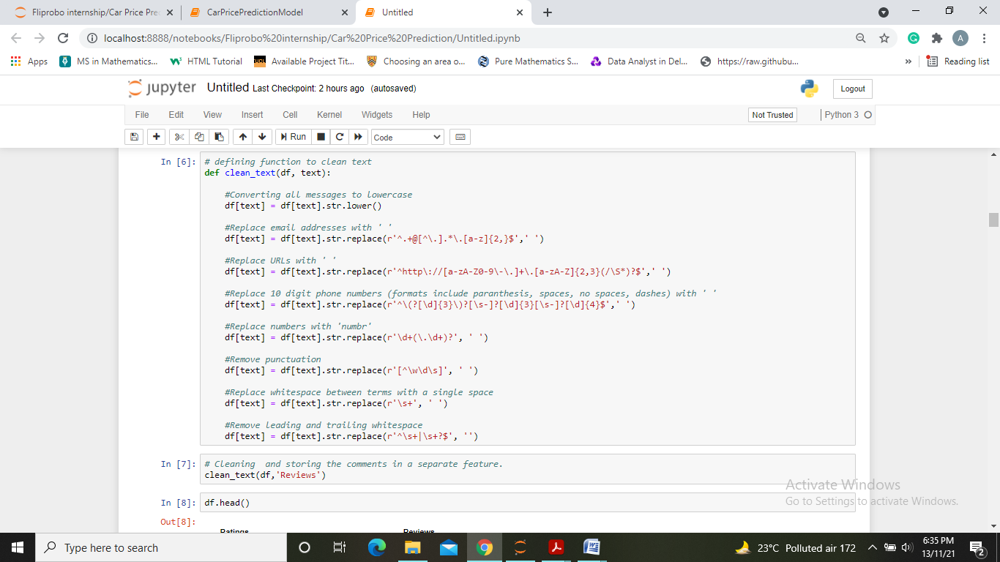 Fliprobo internship/Car Price Pre
CarPricePredictionModel
Untitled
localhost:8888/notebooks/Fliprobo%20internship/Car%20Price%20Prediction/Untitled.ipynb
A
Apps
MS in Mathematics...
HTML Tutorial
Available Project Tit...
Choosing an area o...
Pure Mathematics S...
Data Analyst in Del...
https://raw.githubu...
»
Reading list
jupyter Untitled Last Checkpoint: 2 hours ago (autosaved)
Logout
File Edit View Insert Cell Kernel Widgets Help
Not Trusted
Python 3
Run
Code
In [6]: # defining function to clean text
def clean_text(df, text):
#Converting all messages to lowercase
df[text] = df[text].str.lower()
#Replace email addresses with ' '
df[text] = df[text].str.replace(r'^.+@[^\.].*\.[a-z]{2,}$',' ')
#Replace URLs with ' '
df[text] = df[text].str.replace(r'^http\://[a-zA-Z0-9\-\.]+\.[a-zA-Z]{2,3}(/\S*)?$',' ')
#Replace 10 digit phone numbers (formats include paranthesis, spaces, no spaces, dashes) with ' '
df[text] = df[text].str.replace(r'^\(?[\d]{3}\)?[\s-]?[\d]{3}[\s-]?[\d]{4}$',' ')
#Replace numbers with 'numbr'
df[text] = df[text].str.replace(r'\d+(\.\d+)?', ' ')
#Remove punctuation
df[text] = df[text].str.replace(r'[^\w\d\s]', ' ')
#Replace whitespace between terms with a single space
df[text] = df[text].str.replace(r'\s+', ' ')
#Remove leading and trailing whitespace
df[text] = df[text].str.replace(r'^\s+|\s+?$', '')
In [7]: # Cleaning  and storing the comments in a separate feature.
clean_text(df,'Reviews')
In [8]: df.head()
Out[8]:
Ratings Reviews
Activate Windows
Go to Settings to activate Windows.
Type here to search
23°C Polluted air 172
6:35 PM
13/11/21
2